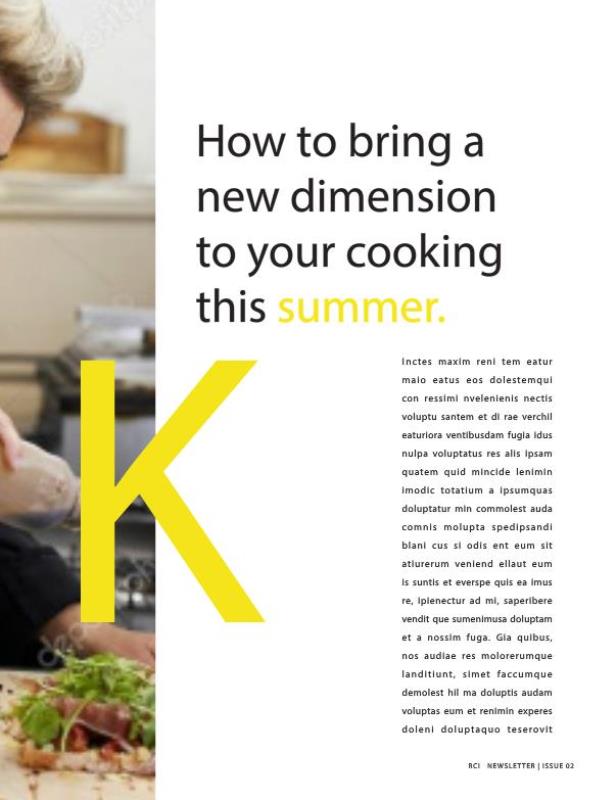 How to bring a
new dimension
to your cooking
this summer.
K
Inctes maxim reni tem eatur
maio eatus eos dolestemqui
con ressimi nvelenienis nectis
voluptu santem et di rae verchil
eaturiora ventibusdam fugia idus
nulpa voluptatus res alis ipsam
quatem quid mincide lenimin
imodic totatium a ipsumquas
doluptatur min commolest auda
comnis molupta spedipsandi
blani cus si odis ent eum sit
atiurerum veniend ellaut eum
is suntis et everspe quis ea imus
re, ipienectur ad mi, saperibere
vendit que sumenimusa doluptam
et a nossim fuga. Gia quibus,
nos audiae res molorerumque
landitiunt, simet faccumque
demolest hil ma doluptis audam
voluptas eum et renimin experes
doleni doluptaquo teserovit
RCI NEWSLETTER | ISSUE 02